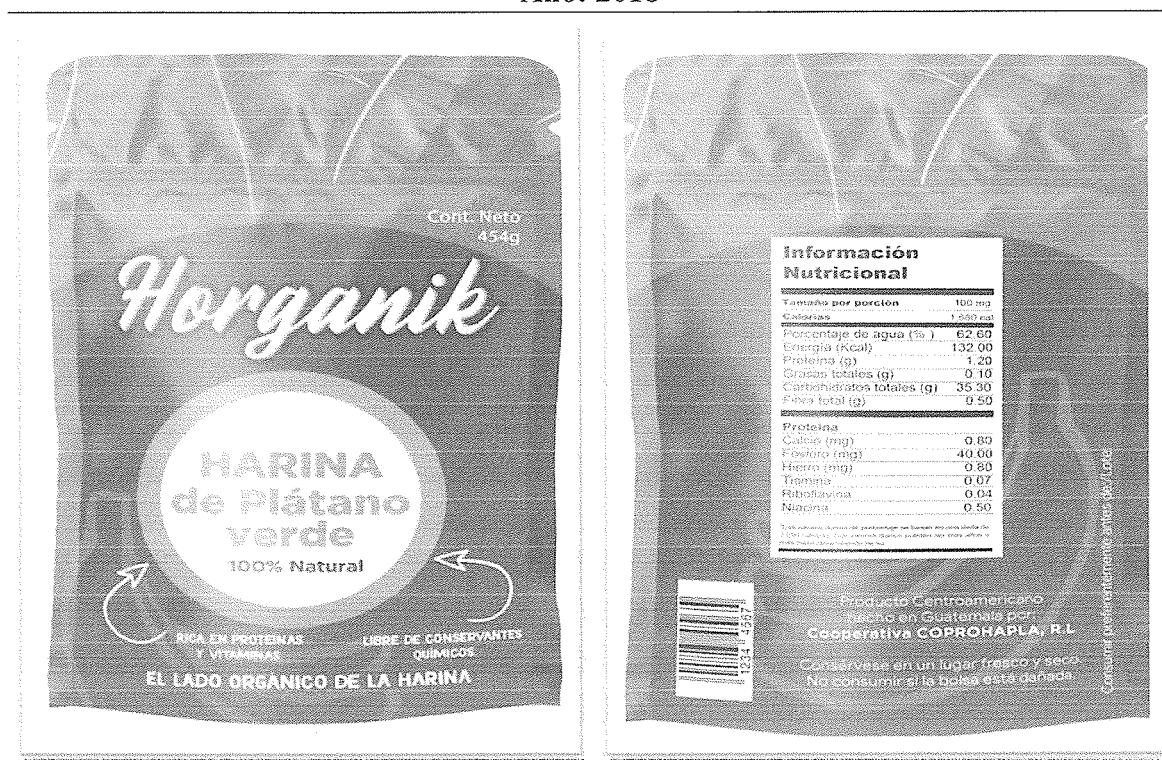 Año: 2018
Cont. Neto
454g
Horganik
HARINA
de Plátano
verde
100% Natural
RICA EN PROTEINAS
Y VITAMINAS
LIBRE DE CONSERVANTES
QUIMICOS
EL LADO ORGANICO DE LA HARINA
Información
Nutricional
Tamaño por porción 100 mg
Calorías
Porcentaje de agua (% ) 62.60
Energía (Kcal) 132.00
Proteina (g) 1.20
Grasas totales (g) 0.10
Carbohidratos totales (g) 35.30
Fibra total (g) 0.50
Proteina
Calcio (mg) 0.80
Fósforo (mg) 40.00
Hierro (mg) 0.80
Tiamina 0.07
Riboflavina 0.04
Niacina 0.50
1234 4567
Producto Centroamericano
hecho en Guatemala por:
Cooperativa COPROHAPLA, R.L
Consérvese en un lugar fresco y seco.
No consumir si la bolsa está dañada.
Consumir preferentemente antes de: